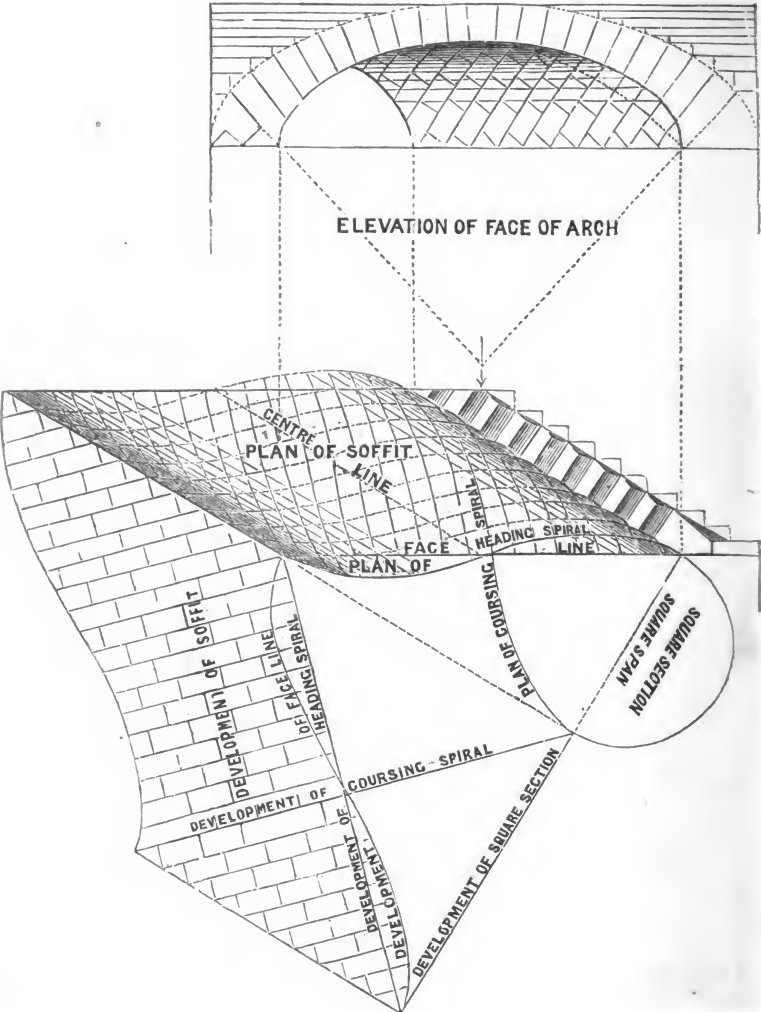 ELEVATION OF FACE OF ARCH
CENTRE
PLAN OF SOFFIT
LINE
SPIRAL
HEADING SPIRAL
FACE
LINE
PLAN OF
PLAN OF COURSING
SQUARE SECTION
SQUARE SPAN
DEVELOPMENT OF SOFFIT
OF FACE LINE
OF HEADING SPIRAL
DEVELOPMENT OF COURSING SPIRAL
DEVELOPMENT OF
DEVELOPMENT
DEVELOPMENT OF SQUARE SECTION